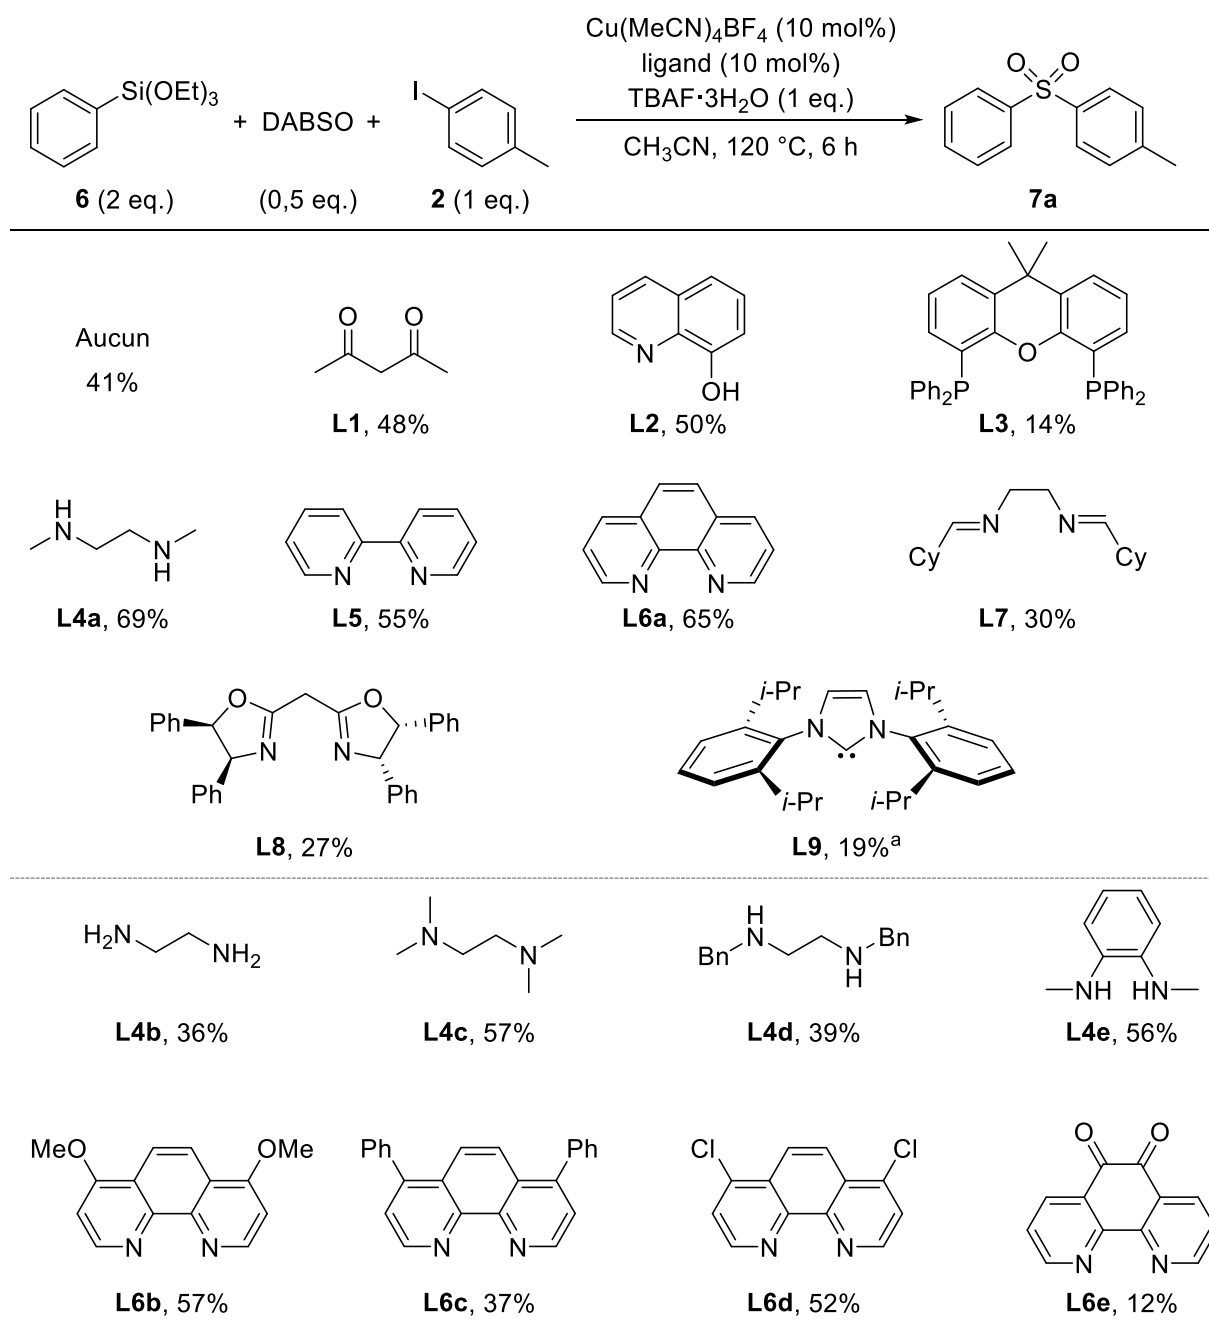 Cu(MeCN)4BF4 (10 mol%)
ligand (10 mol%)
TBAF·3H2O (1 eq.)
CH3CN, 120 °C, 6 h
Si(OEt)3
+ DABSO +
I
O O
S
6 (2 eq.)
(0,5 eq.)
2 (1 eq.)
7a
Aucun
41%
O O
L1, 48%
N
OH
L2, 50%
O
Ph2P
PPh2
L3, 14%
H
N
N
H
L4a, 69%
N N
L5, 55%
N N
L6a, 65%
N N
Cy
Cy
L7, 30%
O O
Ph
Ph
N N
Ph
Ph
L8, 27%
i-Pr
i-Pr
N N
i-Pr
i-Pr
L9, 19%a
H2N
NH2
L4b, 36%
N
N
L4c, 57%
H
N
Bn
Bn
N
H
L4d, 39%
NH HN
L4e, 56%
MeO
OMe
N N
L6b, 57%
Ph
Ph
N N
L6c, 37%
Cl
Cl
N N
L6d, 52%
O O
N N
L6e, 12%